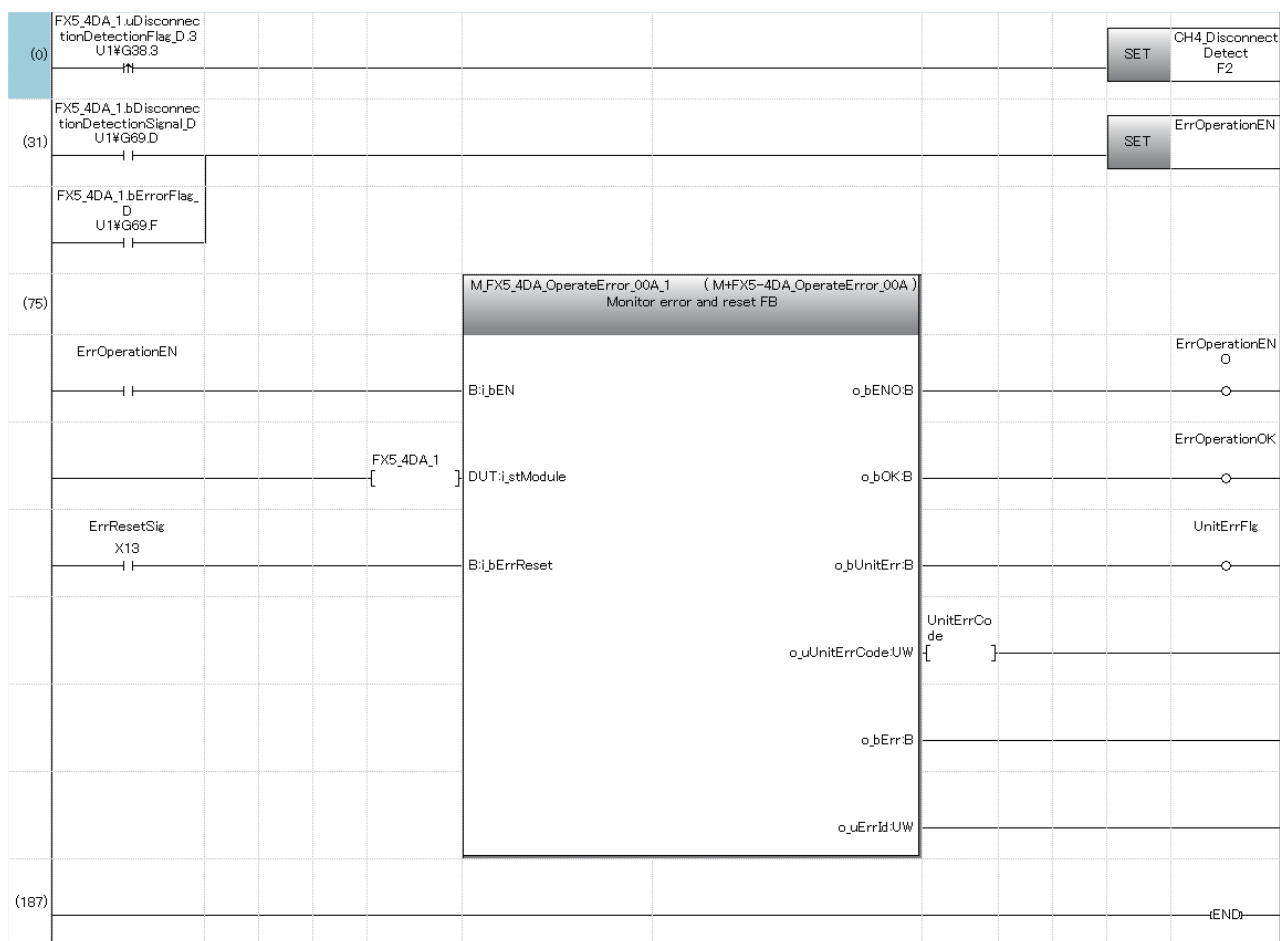 FX5_4DA_1.uDisconnec
tionDetectionFlag_D.3
U1¥G38.3
(0)
SET
CH4_Disconnect
Detect
F2
FX5_4DA_1.bDisconnec
tionDetectionSignal_D
U1¥G69.D
(31)
SET
ErrOperationEN
FX5_4DA_1.bErrorFlag_
D
U1¥G69.F
(75)
M_FX5_4DA_OperateError_00A_1 (M+FX5-4DA_OperateError_00A)
Monitor error and reset FB
ErrOperationEN
B:i_bEN
o_bENO:B
ErrOperationEN
O
FX5_4DA_1
DUT:i_stModule
o_bOK:B
ErrOperationOK
ErrResetSig
X13
B:i_bErrReset
o_bUnitErr:B
UnitErrFlg
o_uUnitErrCode:UW
UnitErrCo
de
o_bErr:B
o_uErrId:UW
(187)
END